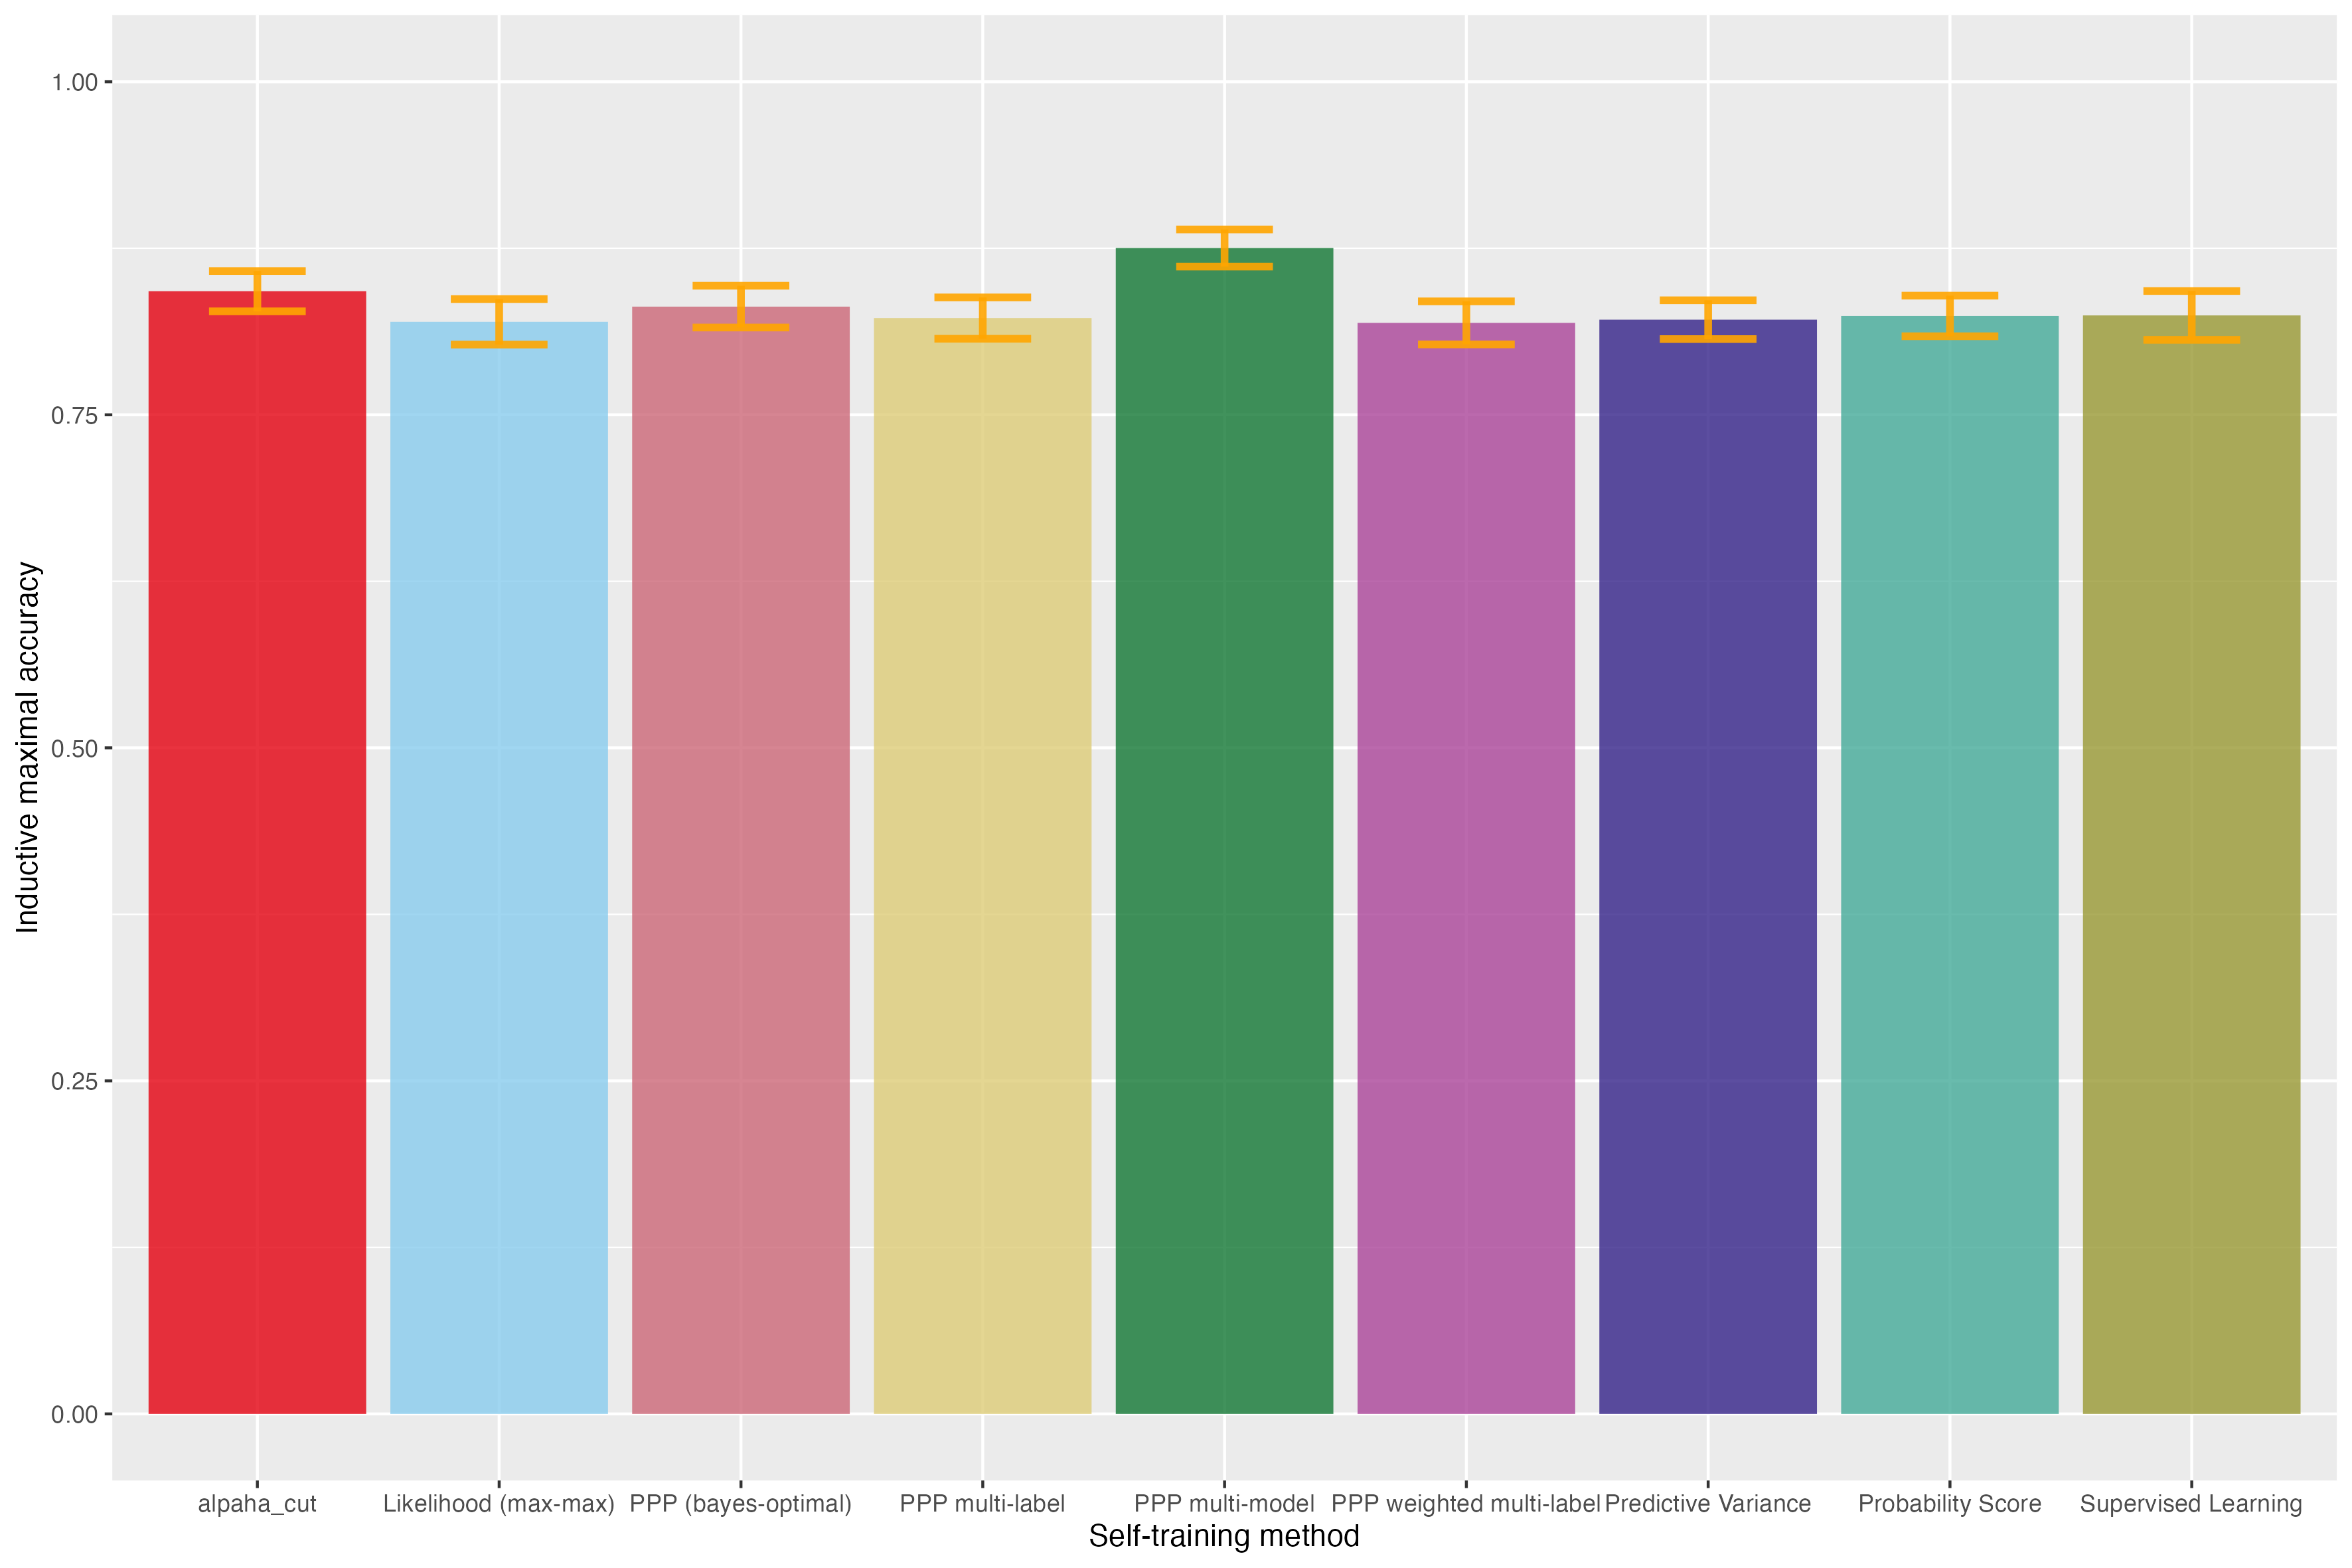 Inductive maximal accuracy
1.00
0.75
0.50
0.25
0.00
alpaha_cut
Likelihood (max-max)
PPP (bayes-optimal)
PPP multi-label
PPP multi-model
PPP weighted multi-label
Predictive Variance
Probability Score
Supervised Learning
Self-training method